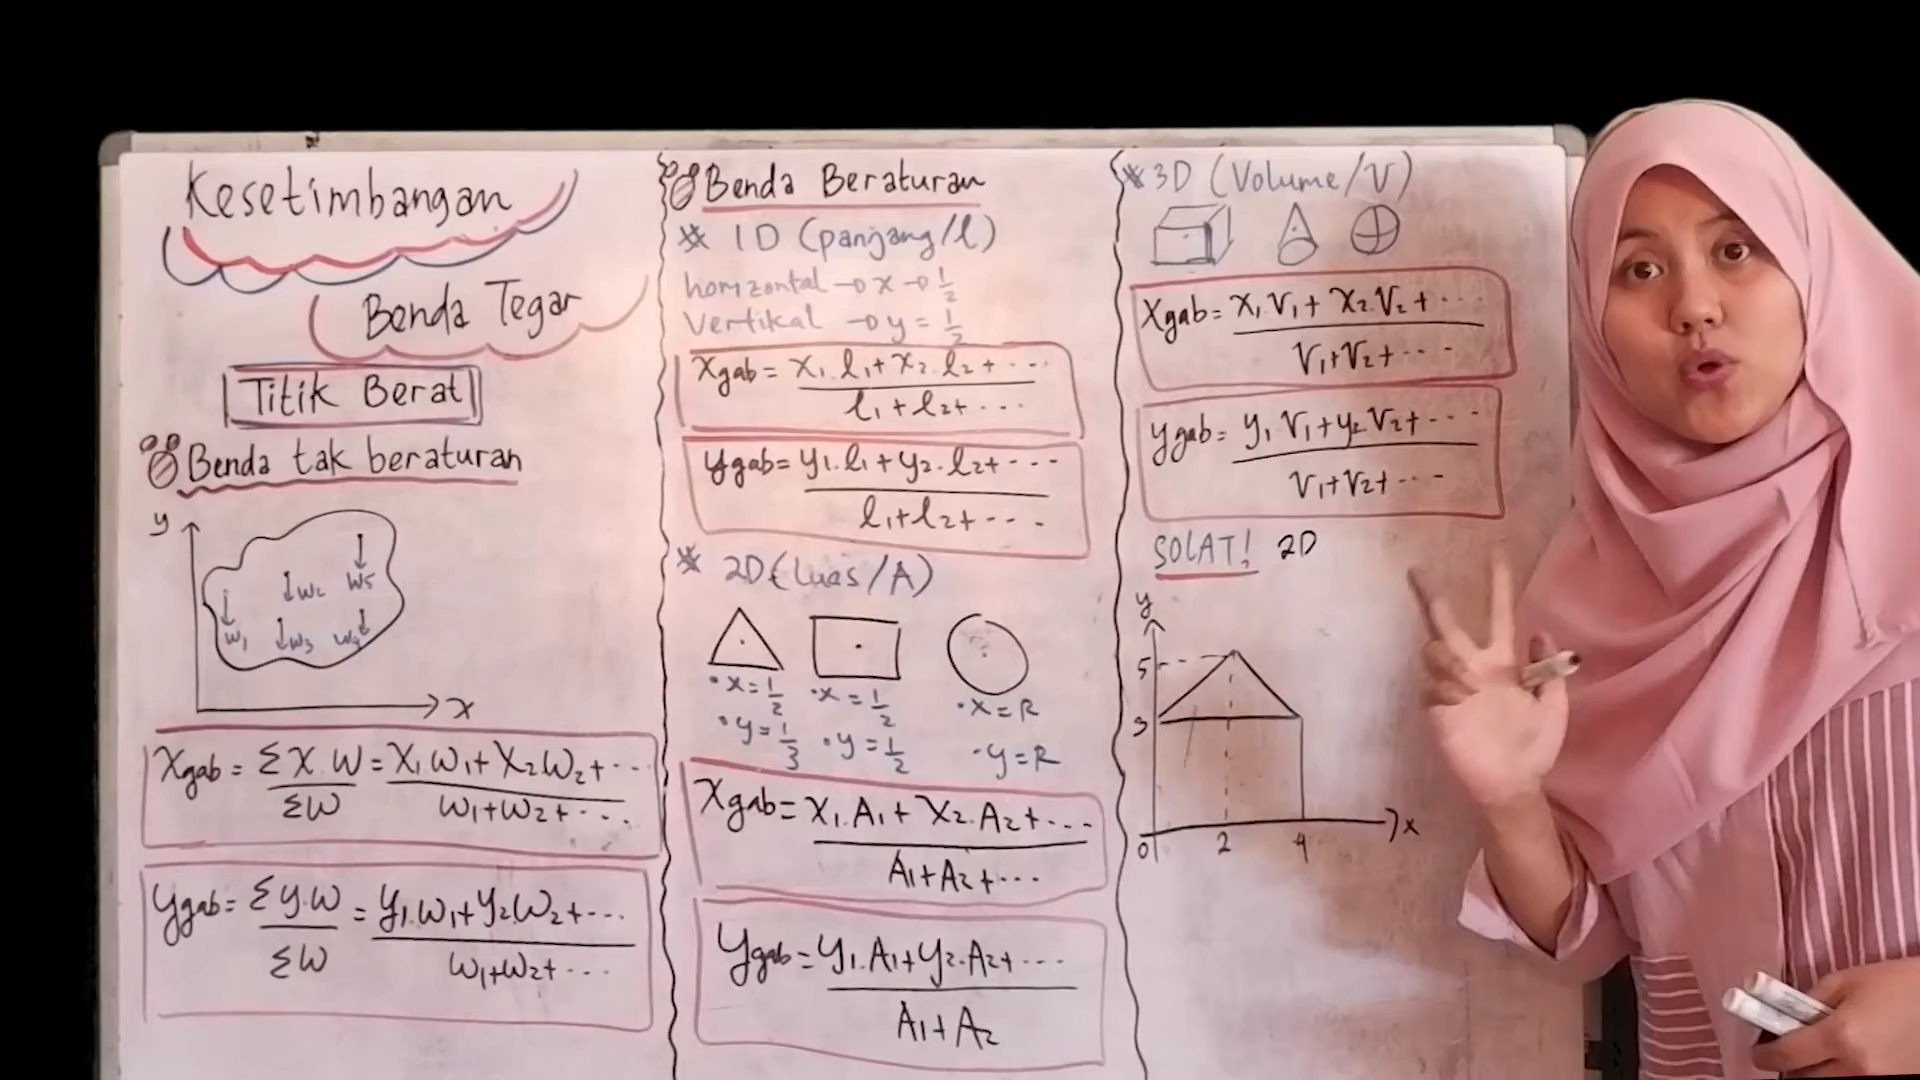 Kesetimbangan
Benda Tegar
Titik Berat
Benda tak beraturan
y
W1 W2 W3 W4 W5
x
Xgab = ΣX.W = X1W1+X2W2+...
ΣW W1+W2+...
Ygab = Σy.W = y1.W1+y2W2+...
ΣW W1+W2+...
Benda Beraturan
* 1D (panjang/l)
horizontal → x → 1/2
Vertikal → y = 1/2
Xgab = X1.l1+X2.l2+...
l1+l2+...
Ygab = y1.l1+y2.l2+...
l1+l2+...
* 2D (Luas/A)
•x=1/2 •x=1/2 •x=R
•y=1/3 •y=1/2 •y=R
Xgab = X1.A1+X2.A2+...
A1+A2+...
Ygab = y1.A1+y2.A2+...
A1+A2
* 3D (Volume/V)
Xgab = X1.V1+X2.V2+...
V1+V2+...
Ygab = y1.V1+y2.V2+...
V1+V2+...
SOLAT! 2D
y
5
3
0 2 4 x